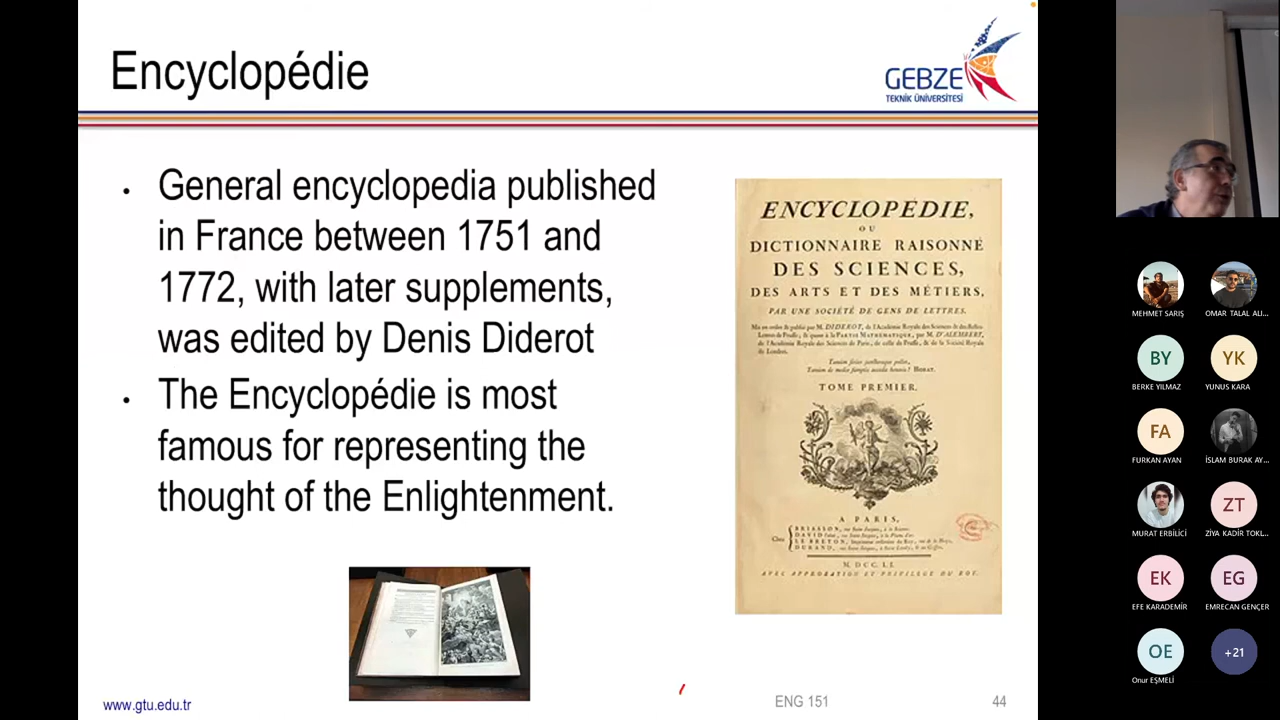 Encyclopédie
GEBZE
TEKNİK ÜNİVERSİTESİ
• General encyclopedia published
in France between 1751 and
1772, with later supplements,
was edited by Denis Diderot
• The Encyclopédie is most
famous for representing the
thought of the Enlightenment.
ENCYCLOPEDIE,
OU
DICTIONNAIRE RAISONNÉ
DES SCIENCES,
DES ARTS ET DES MÉTIERS,
PAR UNE SOCIÉTÉ DE GENS DE LETTRES.
TOME PREMIER.
A PARIS,
M. DCC. LI.
AVEC APPROBATION ET PRIVILEGE DU ROY.
www.gtu.edu.tr
ENG 151
44
MEHMET SARIŞ
OMAR TALAL ALI...
BY
YK
BERKE YILMAZ
YUNUS KARA
FA
FURKAN AYAN
İSLAM BURAK AY...
ZT
MURAT ERBİLİCİ
ZIYA KADİR TOKL...
EK
EG
EFE KARADEMİR
EMRECAN GENÇER
OE
+21
Onur EŞMELİ